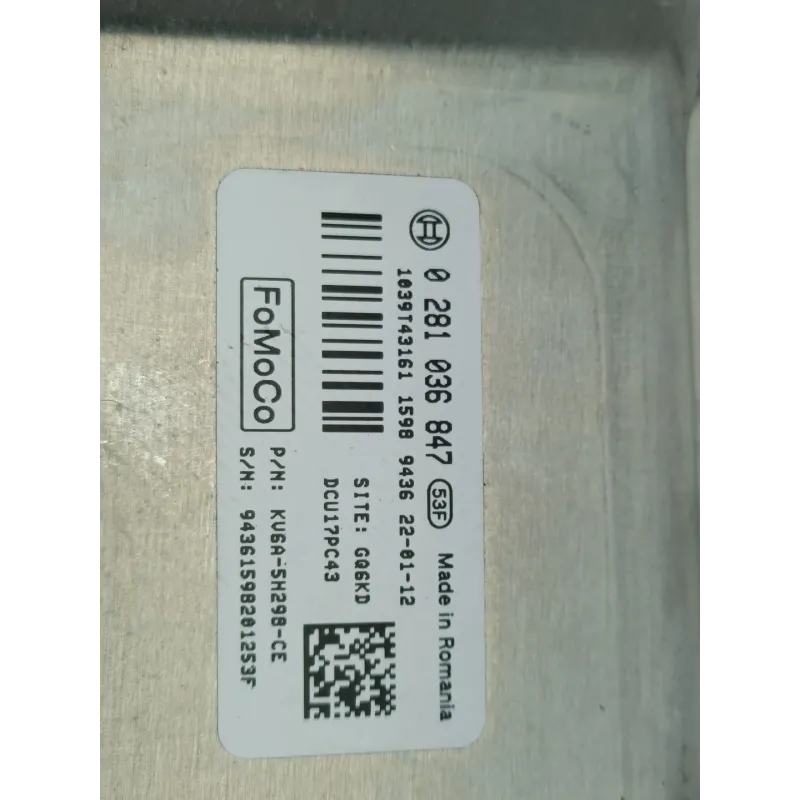 0 281 036 847 53F Made in Romania
1039T43161 1598 9436 22-01-12
SITE: GQ6KD
DCU17PC43
FoMoCo
P/N: KV6A-5H298-CE
S/N: 94361598201253F